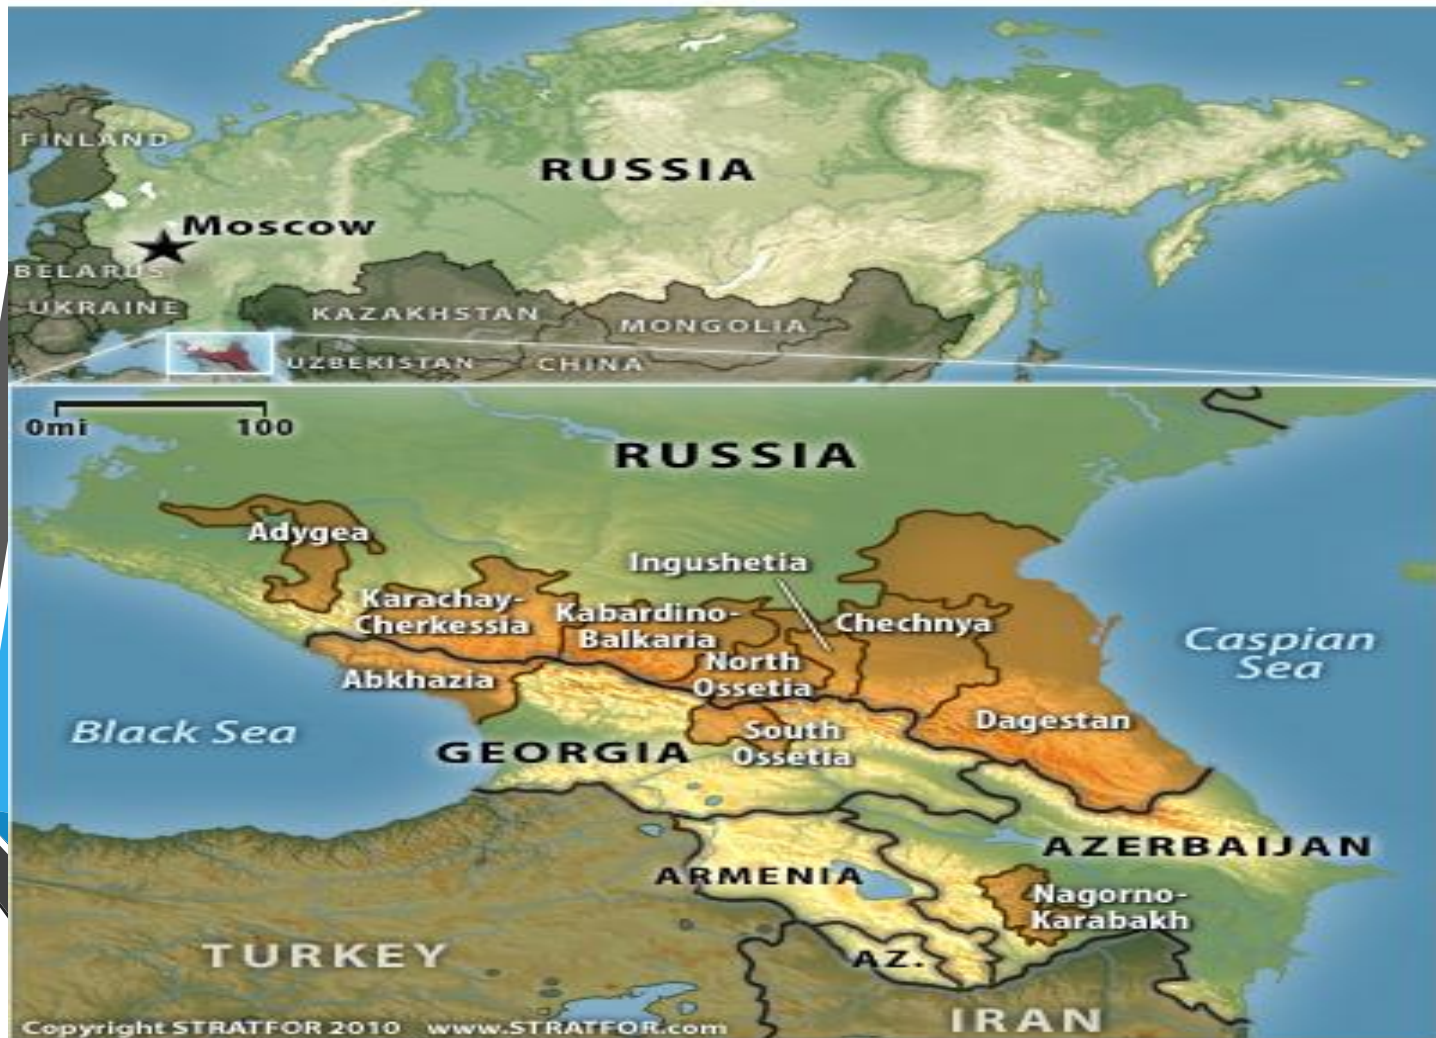 FINLAND
RUSSIA
Moscow
BELARUS
UKRAINE
KAZAKHSTAN
MONGOLIA
UZBEKISTAN
CHINA
0mi 100
RUSSIA
Adygea
Ingushetia
Karachay-
Cherkessia
Kabardino-
Balkaria
Chechnya
North
Ossetia
Caspian
Sea
Abkhazia
Dagestan
Black Sea
GEORGIA
South
Ossetia
AZERBAIJAN
ARMENIA
Nagorno-
Karabakh
TURKEY
AZ.
IRAN
Copyright STRATFOR 2010 www.STRATFOR.com